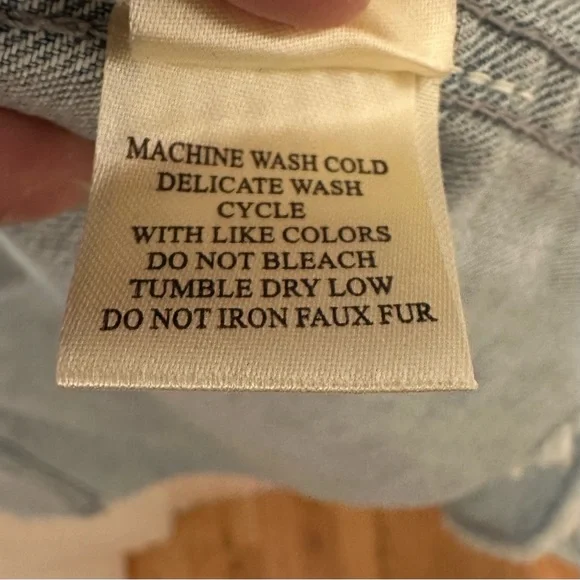 MACHINE WASH COLD
DELICATE WASH
CYCLE
WITH LIKE COLORS
DO NOT BLEACH
TUMBLE DRY LOW
DO NOT IRON FAUX FUR